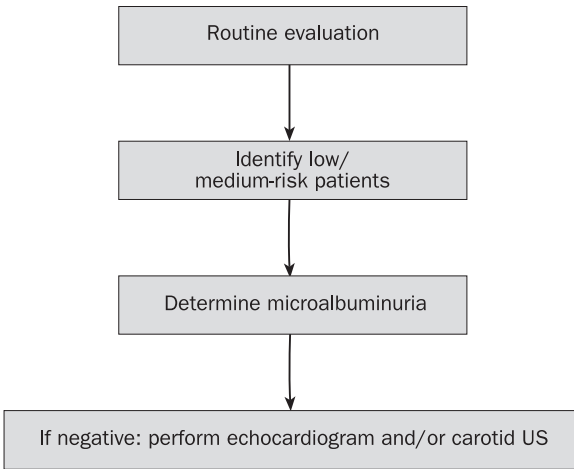 Routine evaluation
Identify low/
medium-risk patients
Determine microalbuminuria
If negative: perform echocardiogram and/or carotid US